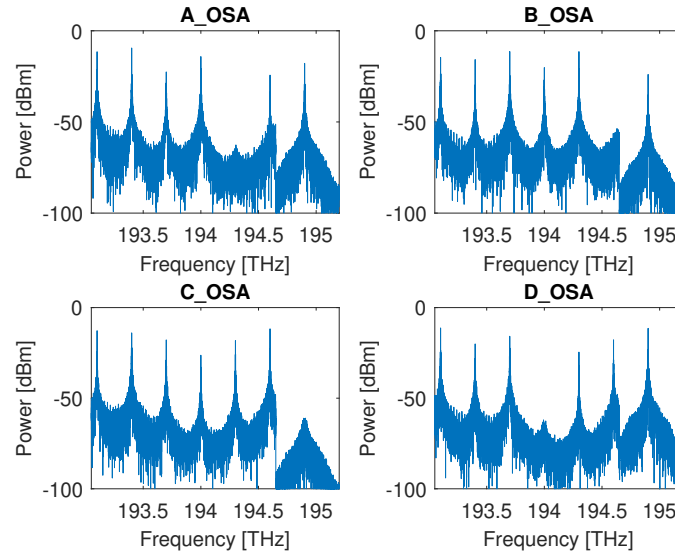 A_OSA
B_OSA
0
-50
-100
Power [dBm]
193.5 194 194.5 195
Frequency [THz]
0
-50
-100
Power [dBm]
193.5 194 194.5 195
Frequency [THz]
C_OSA
D_OSA
0
-50
-100
Power [dBm]
193.5 194 194.5 195
Frequency [THz]
0
-50
-100
Power [dBm]
193.5 194 194.5 195
Frequency [THz]